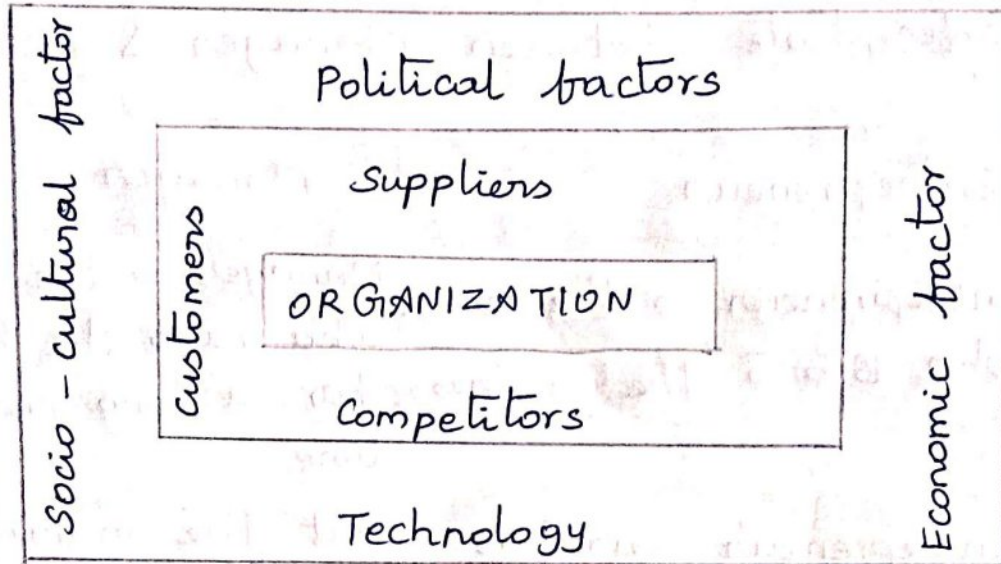 Political factors
Socio-cultural factor
Suppliers
Customers
ORGANIZATION
Economic factor
Competitors
Technology